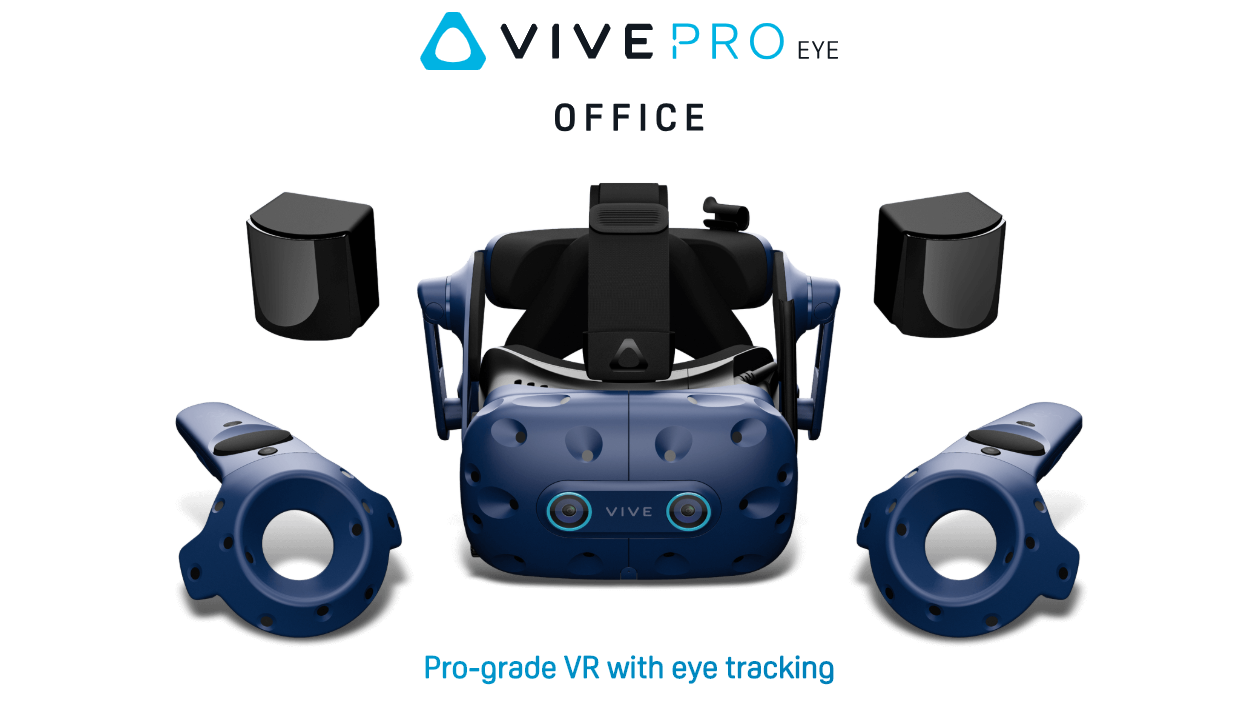 VIVE PRO EYE
OFFICE
VIVE
Pro-grade VR with eye tracking